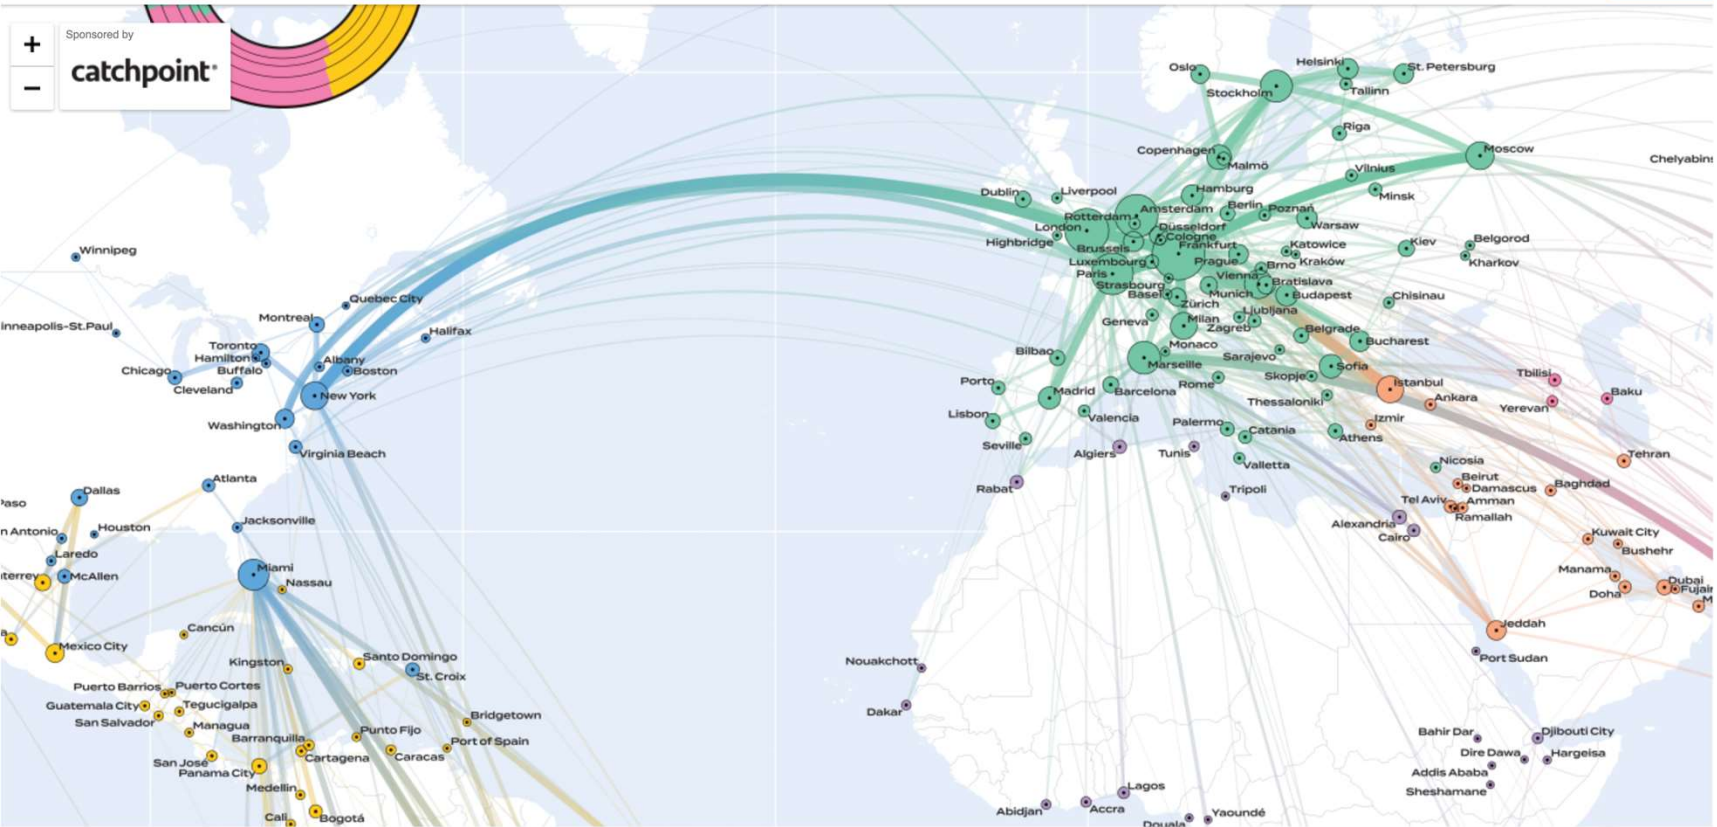 +
−
Sponsored by
catchpoint®
Oslo
Helsinki
St. Petersburg
Stockholm
Tallinn
Riga
Copenhagen
Malmö
Moscow
Chelyabins
Vilnius
Minsk
Dublin
Liverpool
Hamburg
Berlin
Poznań
Amsterdam
Rotterdam
Warsaw
London
Düsseldorf
Cologne
Highbridge
Brussels
Frankfurt
Katowice
Kiev
Belgorod
Luxembourg
Prague
Kraków
Kharkov
Paris
Brno
Strasbourg
Vienna
Bratislava
Basel
Munich
Budapest
Chisinau
Zürich
Geneva
Milan
Ljubljana
Zagreb
Belgrade
Bucharest
Monaco
Sarajevo
Bilbao
Marseille
Sofia
Skopje
Rome
Istanbul
Tbilisi
Porto
Madrid
Barcelona
Thessaloniki
Ankara
Yerevan
Baku
Lisbon
Valencia
Palermo
Catania
Izmir
Athens
Seville
Algiers
Tunis
Valletta
Nicosia
Tehran
Rabat
Tripoli
Beirut
Damascus
Baghdad
Tel Aviv
Amman
Ramallah
Alexandria
Cairo
Kuwait City
Bushehr
Manama
Doha
Dubai
Fujair
M
Jeddah
Port Sudan
Winnipeg
Quebec City
Montreal
inneapolis-St.Paul
Halifax
Toronto
Hamilton
Albany
Chicago
Buffalo
Boston
Cleveland
New York
Washington
Virginia Beach
Atlanta
Dallas
Paso
Jacksonville
Houston
n Antonio
Laredo
Miami
terrey
McAllen
Nassau
a
Cancún
Mexico City
Kingston
Santo Domingo
St. Croix
Puerto Barrios
Puerto Cortes
Guatemala City
Tegucigalpa
San Salvador
Managua
Bridgetown
Barranquilla
Punto Fijo
Port of Spain
San José
Cartagena
Caracas
Panama City
Medellin
Cali
Bogotá
Nouakchott
Dakar
Abidjan
Accra
Lagos
Douala
Yaoundé
Bahir Dar
Djibouti City
Dire Dawa
Hargeisa
Addis Ababa
Sheshamane